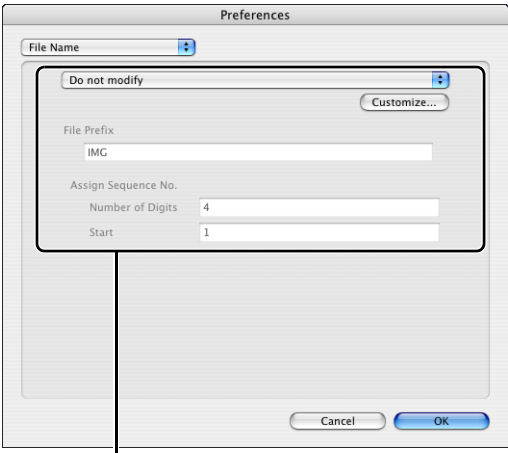 Preferences
File Name
Do not modify
Customize...
File Prefix
IMG
Assign Sequence No.
Number of Digits 4
Start 1
Cancel OK